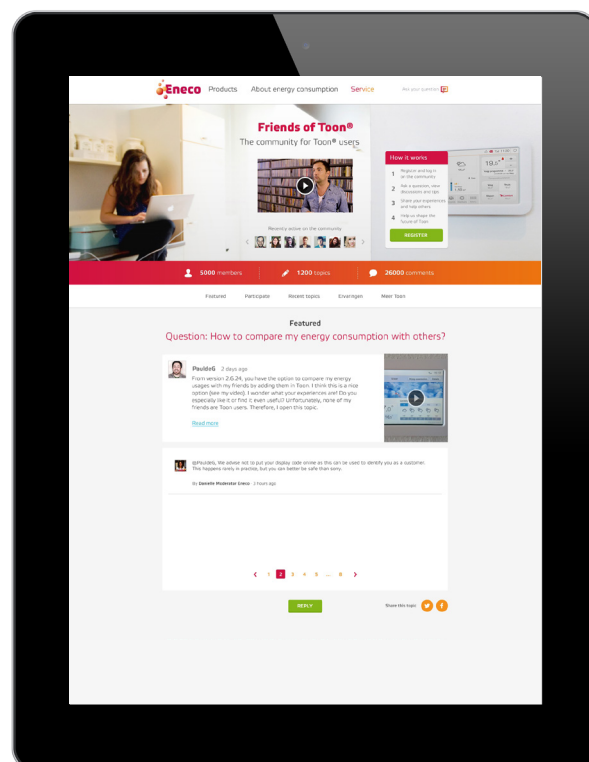 Eneco Products About energy consumption Service Ask your question
Friends of Toon®
The community for Toon® users
Recently active on the community
How it works
1 Register and log in
on the community
2 Ask a question, view
discussions and tips
3 Share your experiences
and help others
4 Help us shape the
future of Toon
REGISTER
5000 members 1200 topics 26000 comments
Featured Participate Recent topics Ervaringen Meer Toon
Featured
Question: How to compare my energy consumption with others?
PauldeG 2 days ago
From version 2.6.24, you have the option to compare my energy
usages with my friends by adding them in Toon. I think this is a nice
option (see my video). I wonder what your experiences are! Do you
especially like it or find it even useful? Unfortunately, none of my
friends are Toon users. Therefore, I open this topic.
Read more
@PauldeG, We advise not to put your display code online as this can be used to identify you as a customer.
This happens rarely in practice, but you can better be safe than sorry.
By Danielle Moderator Eneco - 2 hours ago
< 1 2 3 4 5 ... 8 >
REPLY
Share this topic